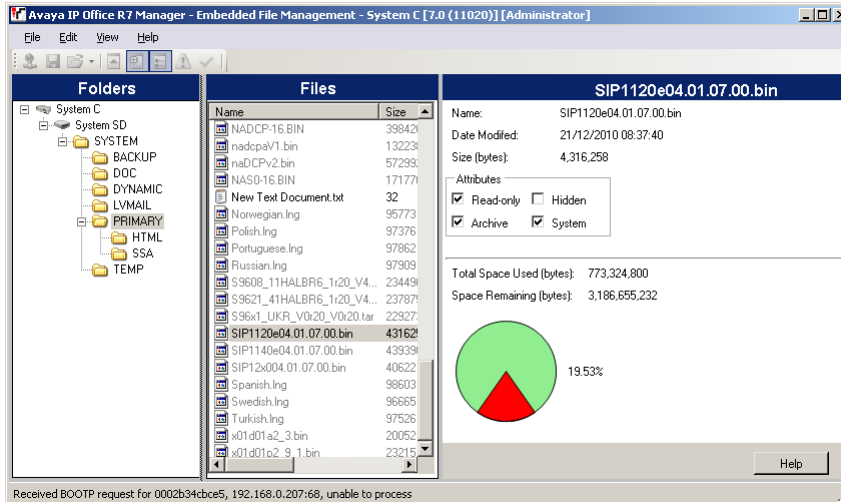 Avaya IP Office R7 Manager - Embedded File Management - System C [7.0 (11020)] [Administrator]
File Edit View Help
Folders
System C
System SD
SYSTEM
BACKUP
DOC
DYNAMIC
LVMAIL
PRIMARY
HTML
SSA
TEMP
Files
Name Size
NADCP-16.BIN 39842
nadcpaV1.bin 13223
naDCPv2.bin 57299
NAS0-16.BIN 17177
New Text Document.txt 32
Norwegian.lng 95773
Polish.lng 97376
Portuguese.lng 97862
Russian.lng 97909
S9608_11HALBR6_1r20_V4... 23449
S9621_41HALBR6_1r20_V4... 23787
S96x1_UKR_V0r20_V0r20.tar 22927
SIP1120e04.01.07.00.bin 43162
SIP1140e04.01.07.00.bin 43939
SIP12x004.01.07.00.bin 40622
Spanish.lng 98603
Swedish.lng 96665
Turkish.lng 97526
x01d01a2_3.bin 20052
x01d01p2_9_1.bin 23215
SIP1120e04.01.07.00.bin
Name: SIP1120e04.01.07.00.bin
Date Modifed: 21/12/2010 08:37:40
Size (bytes): 4,316,258
Attributes
Read-only Hidden
Archive System
Total Space Used (bytes): 773,324,800
Space Remaining (bytes): 3,186,655,232
19.53%
Help
Received BOOTP request for 0002b34cbce5, 192.168.0.207:68, unable to process